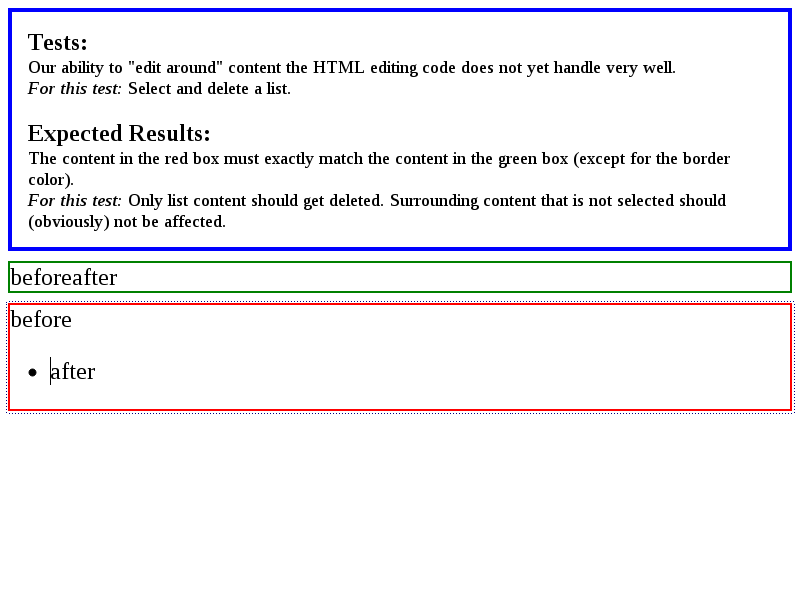 Tests:
Our ability to "edit around" content the HTML editing code does not yet handle very well.
For this test: Select and delete a list.
Expected Results:
The content in the red box must exactly match the content in the green box (except for the border
color).
For this test: Only list content should get deleted. Surrounding content that is not selected should
(obviously) not be affected.
beforeafter
before
• after